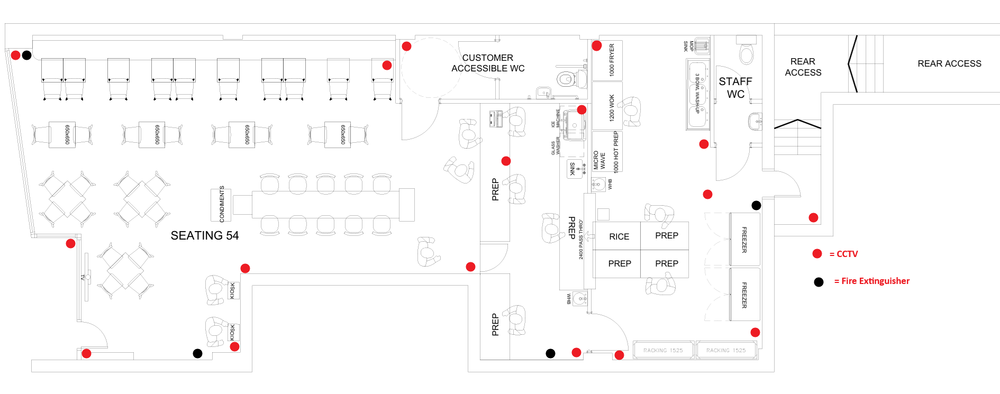 CUSTOMER
ACCESSIBLE WC
1000 FRYER
1200 WOK
MICRO
WAVE
1000 HOT PREP
MOP
SINK
3 BOWL WASH-UP
STAFF
WC
REAR
ACCESS
REAR ACCESS
650x650
650x650
650x650
650x650
ICE
MACHINE
GLASS
WASHER
SINK
WHB
PREP
CONDIMENTS
SEATING 54
PREP
2400 PASS THRO'
RICE
PREP
PREP
PREP
FREEZER
FREEZER
= CCTV
= Fire Extinguisher
TV
KIOSK
KIOSK
WHB
PREP
RACKING 1525
RACKING 1525